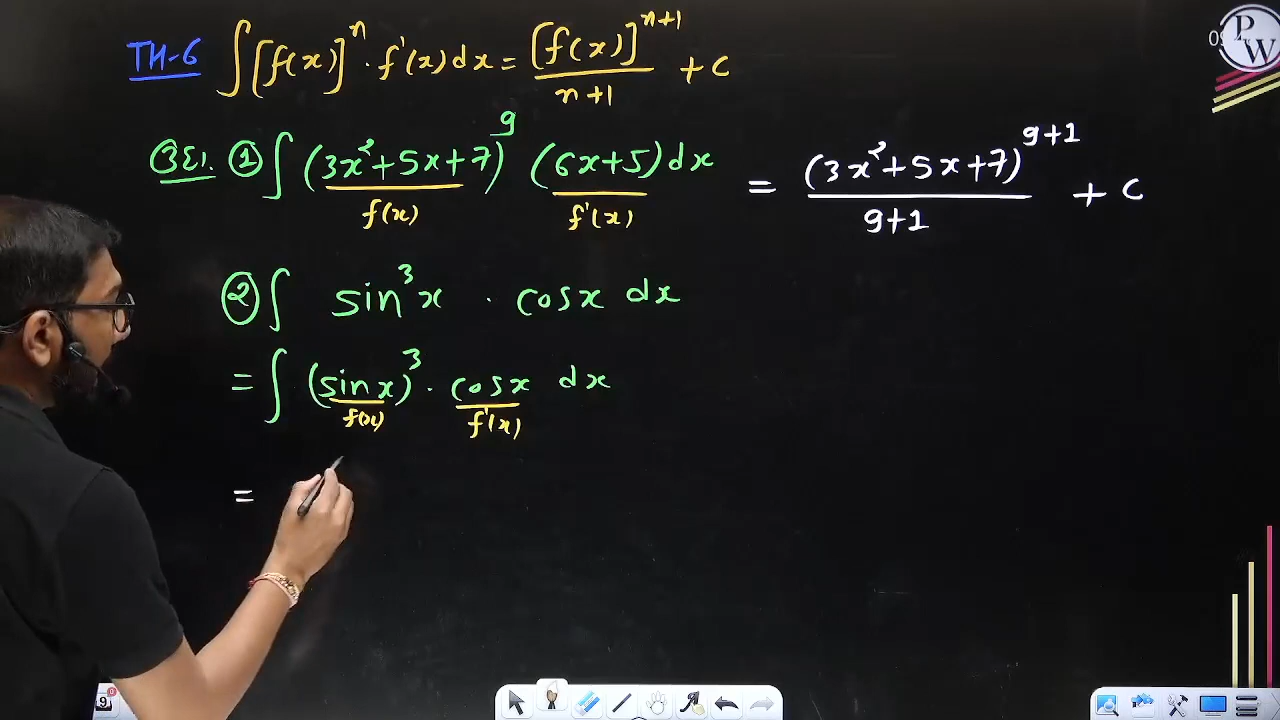 TH-6 ∫[f(x)]ⁿ · f'(x) dx = [f(x)]ⁿ⁺¹ / n+1 + c
① ∫ (3x²+5x+7)⁹ (6x+5) dx = (3x²+5x+7)⁹⁺¹ / 9+1 + c
f(x) f'(x)
② ∫ sin³x · cosx dx
= ∫ (sinx)³ · cosx dx
f(x) f'(x)
=
PW